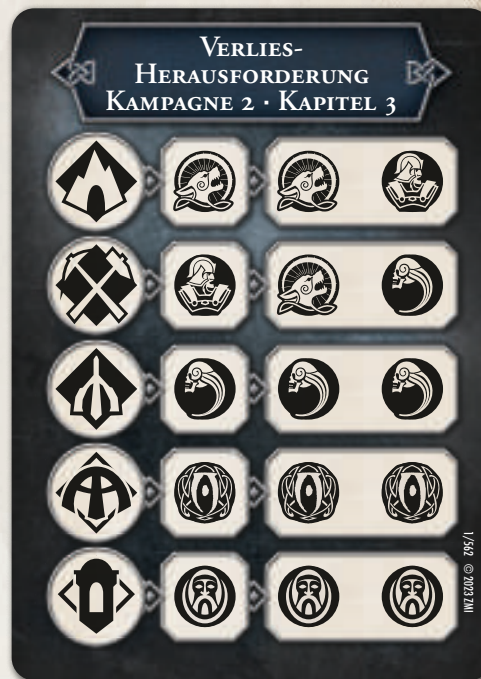 Verlies-
Herausforderung
Kampagne 2 · Kapitel 3
1/562 © 2023 ZMI